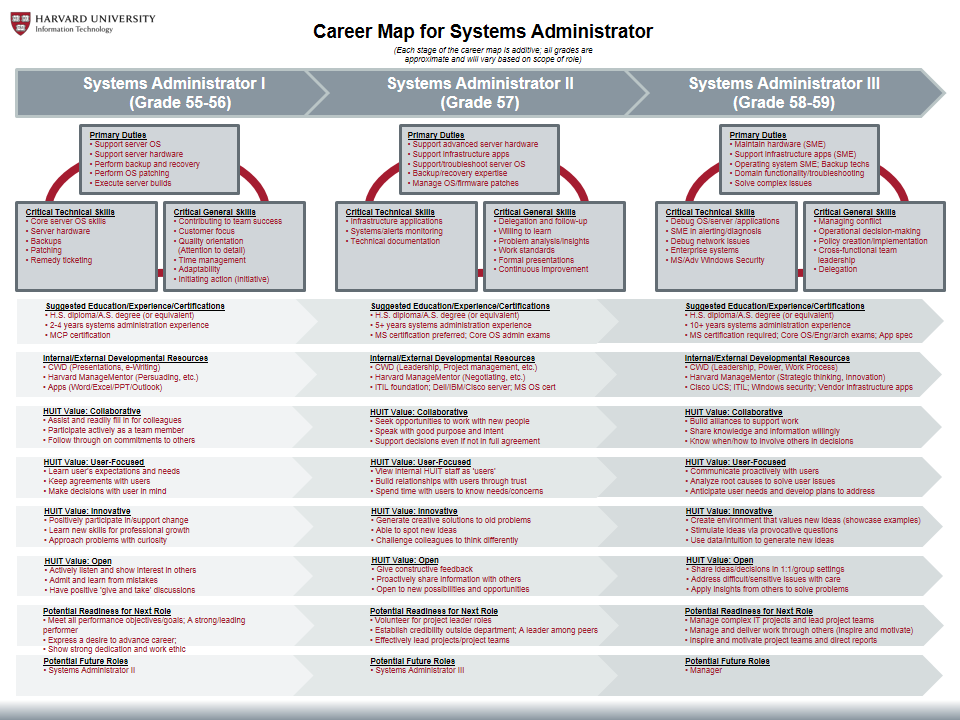 HARVARD UNIVERSITY
Information Technology
Career Map for Systems Administrator
(Each stage of the career map is additive; all grades are
approximate and will vary based on scope of role)
Systems Administrator I
(Grade 55-56)
Systems Administrator II
(Grade 57)
Systems Administrator III
(Grade 58-59)
Primary Duties
• Support server OS
• Support server hardware
• Perform backup and recovery
• Perform OS patching
• Execute server builds
Primary Duties
• Support advanced server hardware
• Support infrastructure apps
• Support/troubleshoot server OS
• Backup/recovery expertise
• Manage OS/firmware patches
Primary Duties
• Maintain hardware (SME)
• Support infrastructure apps (SME)
• Operating system SME; Backup techs
• Domain functionality/troubleshooting
• Solve complex issues
Critical Technical Skills
• Core server OS skills
• Server hardware
• Backups
• Patching
• Remedy ticketing
Critical General Skills
• Contributing to team success
• Customer focus
• Quality orientation
(Attention to detail)
• Time management
• Adaptability
• Initiating action (initiative)
Critical Technical Skills
• Infrastructure applications
• Systems/alerts monitoring
• Technical documentation
Critical General Skills
• Delegation and follow-up
• Willing to learn
• Problem analysis/insights
• Work standards
• Formal presentations
• Continuous improvement
Critical Technical Skills
• Debug OS/server /applications
• SME in alerting/diagnosis
• Debug network issues
• Enterprise systems
• MS/Adv Windows Security
Critical General Skills
• Managing conflict
• Operational decision-making
• Policy creation/implementation
• Cross-functional team
leadership
• Delegation
Suggested Education/Experience/Certifications
• H.S. diploma/A.S. degree (or equivalent)
• 2-4 years systems administration experience
• MCP certification
Suggested Education/Experience/Certifications
• H.S. diploma/A.S. degree (or equivalent)
• 5+ years systems administration experience
• MS certification preferred; Core OS admin exams
Suggested Education/Experience/Certifications
• H.S. diploma/A.S. degree (or equivalent)
• 10+ years systems administration experience
• MS certification required; Core OS/Engr/arch exams; App spec
Internal/External Developmental Resources
• CWD (Presentations, e-Writing)
• Harvard ManageMentor (Persuading, etc.)
• Apps (Word/Excel/PPT/Outlook)
Internal/External Developmental Resources
• CWD (Leadership, Project management, etc.)
• Harvard ManageMentor (Negotiating, etc.)
• ITIL foundation; Dell/IBM/Cisco server; MS OS cert
Internal/External Developmental Resources
• CWD (Leadership, Power, Work Process)
• Harvard ManageMentor (Strategic thinking, Innovation)
• Cisco UCS; ITIL; Windows security; Vendor infrastructure apps
HUIT Value: Collaborative
• Assist and readily fill in for colleagues
• Participate actively as a team member
• Follow through on commitments to others
HUIT Value: Collaborative
• Seek opportunities to work with new people
• Speak with good purpose and intent
• Support decisions even if not in full agreement
HUIT Value: Collaborative
• Build alliances to support work
• Share knowledge and information willingly
• Know when/how to involve others in decisions
HUIT Value: User-Focused
• Learn user's expectations and needs
• Keep agreements with users
• Make decisions with user in mind
HUIT Value: User-Focused
• View internal HUIT staff as 'users'
• Build relationships with users through trust
• Spend time with users to know needs/concerns
HUIT Value: User-Focused
• Communicate proactively with users
• Analyze root causes to solve user issues
• Anticipate user needs and develop plans to address
HUIT Value: Innovative
• Positively participate in/support change
• Learn new skills for professional growth
• Approach problems with curiosity
HUIT Value: Innovative
• Generate creative solutions to old problems
• Able to spot new ideas
• Challenge colleagues to think differently
HUIT Value: Innovative
• Create environment that values new ideas (showcase examples)
• Stimulate ideas via provocative questions
• Use data/intuition to generate new ideas
HUIT Value: Open
• Actively listen and show interest in others
• Admit and learn from mistakes
• Have positive 'give and take' discussions
HUIT Value: Open
• Give constructive feedback
• Proactively share information with others
• Open to new possibilities and opportunities
HUIT Value: Open
• Share ideas/decisions in 1:1/group settings
• Address difficult/sensitive issues with care
• Apply insights from others to solve problems
Potential Readiness for Next Role
• Meet all performance objectives/goals; A strong/leading
performer
• Express a desire to advance career;
• Show strong dedication and work ethic
Potential Readiness for Next Role
• Volunteer for project leader roles
• Establish credibility outside department; A leader among peers
• Effectively lead projects/teams
Potential Readiness for Next Role
• Manage complex IT projects and lead project teams
• Manage and deliver work through others (inspire and motivate)
• Inspire and motivate project teams and direct reports
Potential Future Roles
• Systems Administrator II
Potential Future Roles
• Systems Administrator III
Potential Future Roles
• Manager